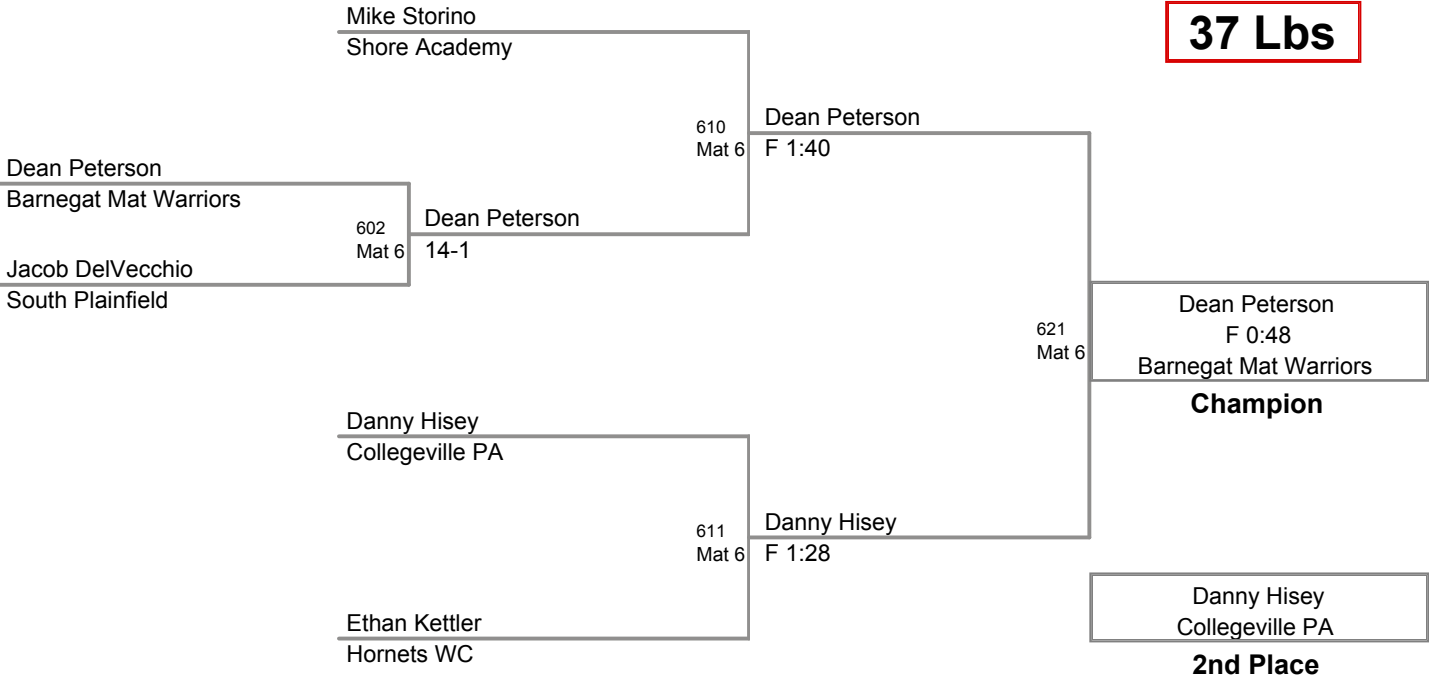 Mike Storino
Shore Academy
37 Lbs
610
Mat 6
Dean Peterson
F 1:40
Dean Peterson
Barnegat Mat Warriors
602
Mat 6
Dean Peterson
14-1
Jacob DelVecchio
South Plainfield
621
Mat 6
Dean Peterson
F 0:48
Barnegat Mat Warriors
Champion
Danny Hisey
Collegeville PA
611
Mat 6
Danny Hisey
F 1:28
Ethan Kettler
Hornets WC
Danny Hisey
Collegeville PA
2nd Place